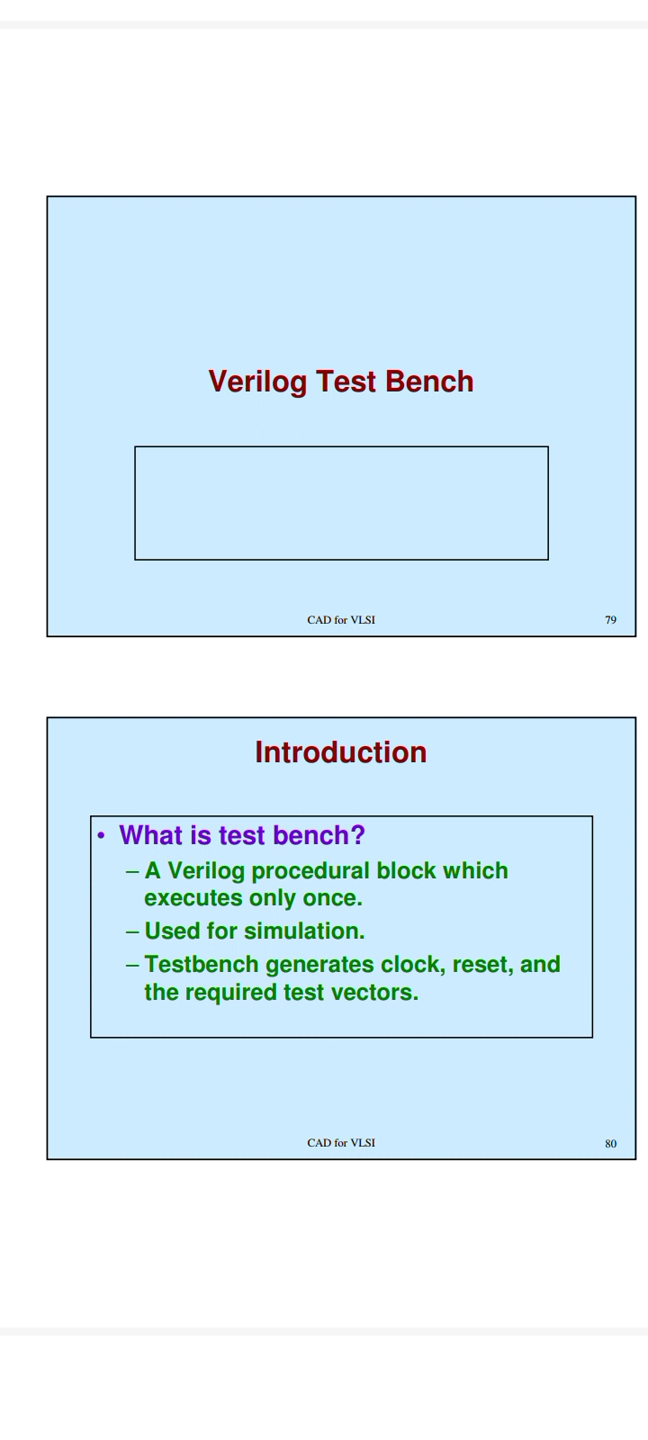 Verilog Test Bench
CAD for VLSI
79
Introduction
• What is test bench?
– A Verilog procedural block which
executes only once.
– Used for simulation.
– Testbench generates clock, reset, and
the required test vectors.
CAD for VLSI
80